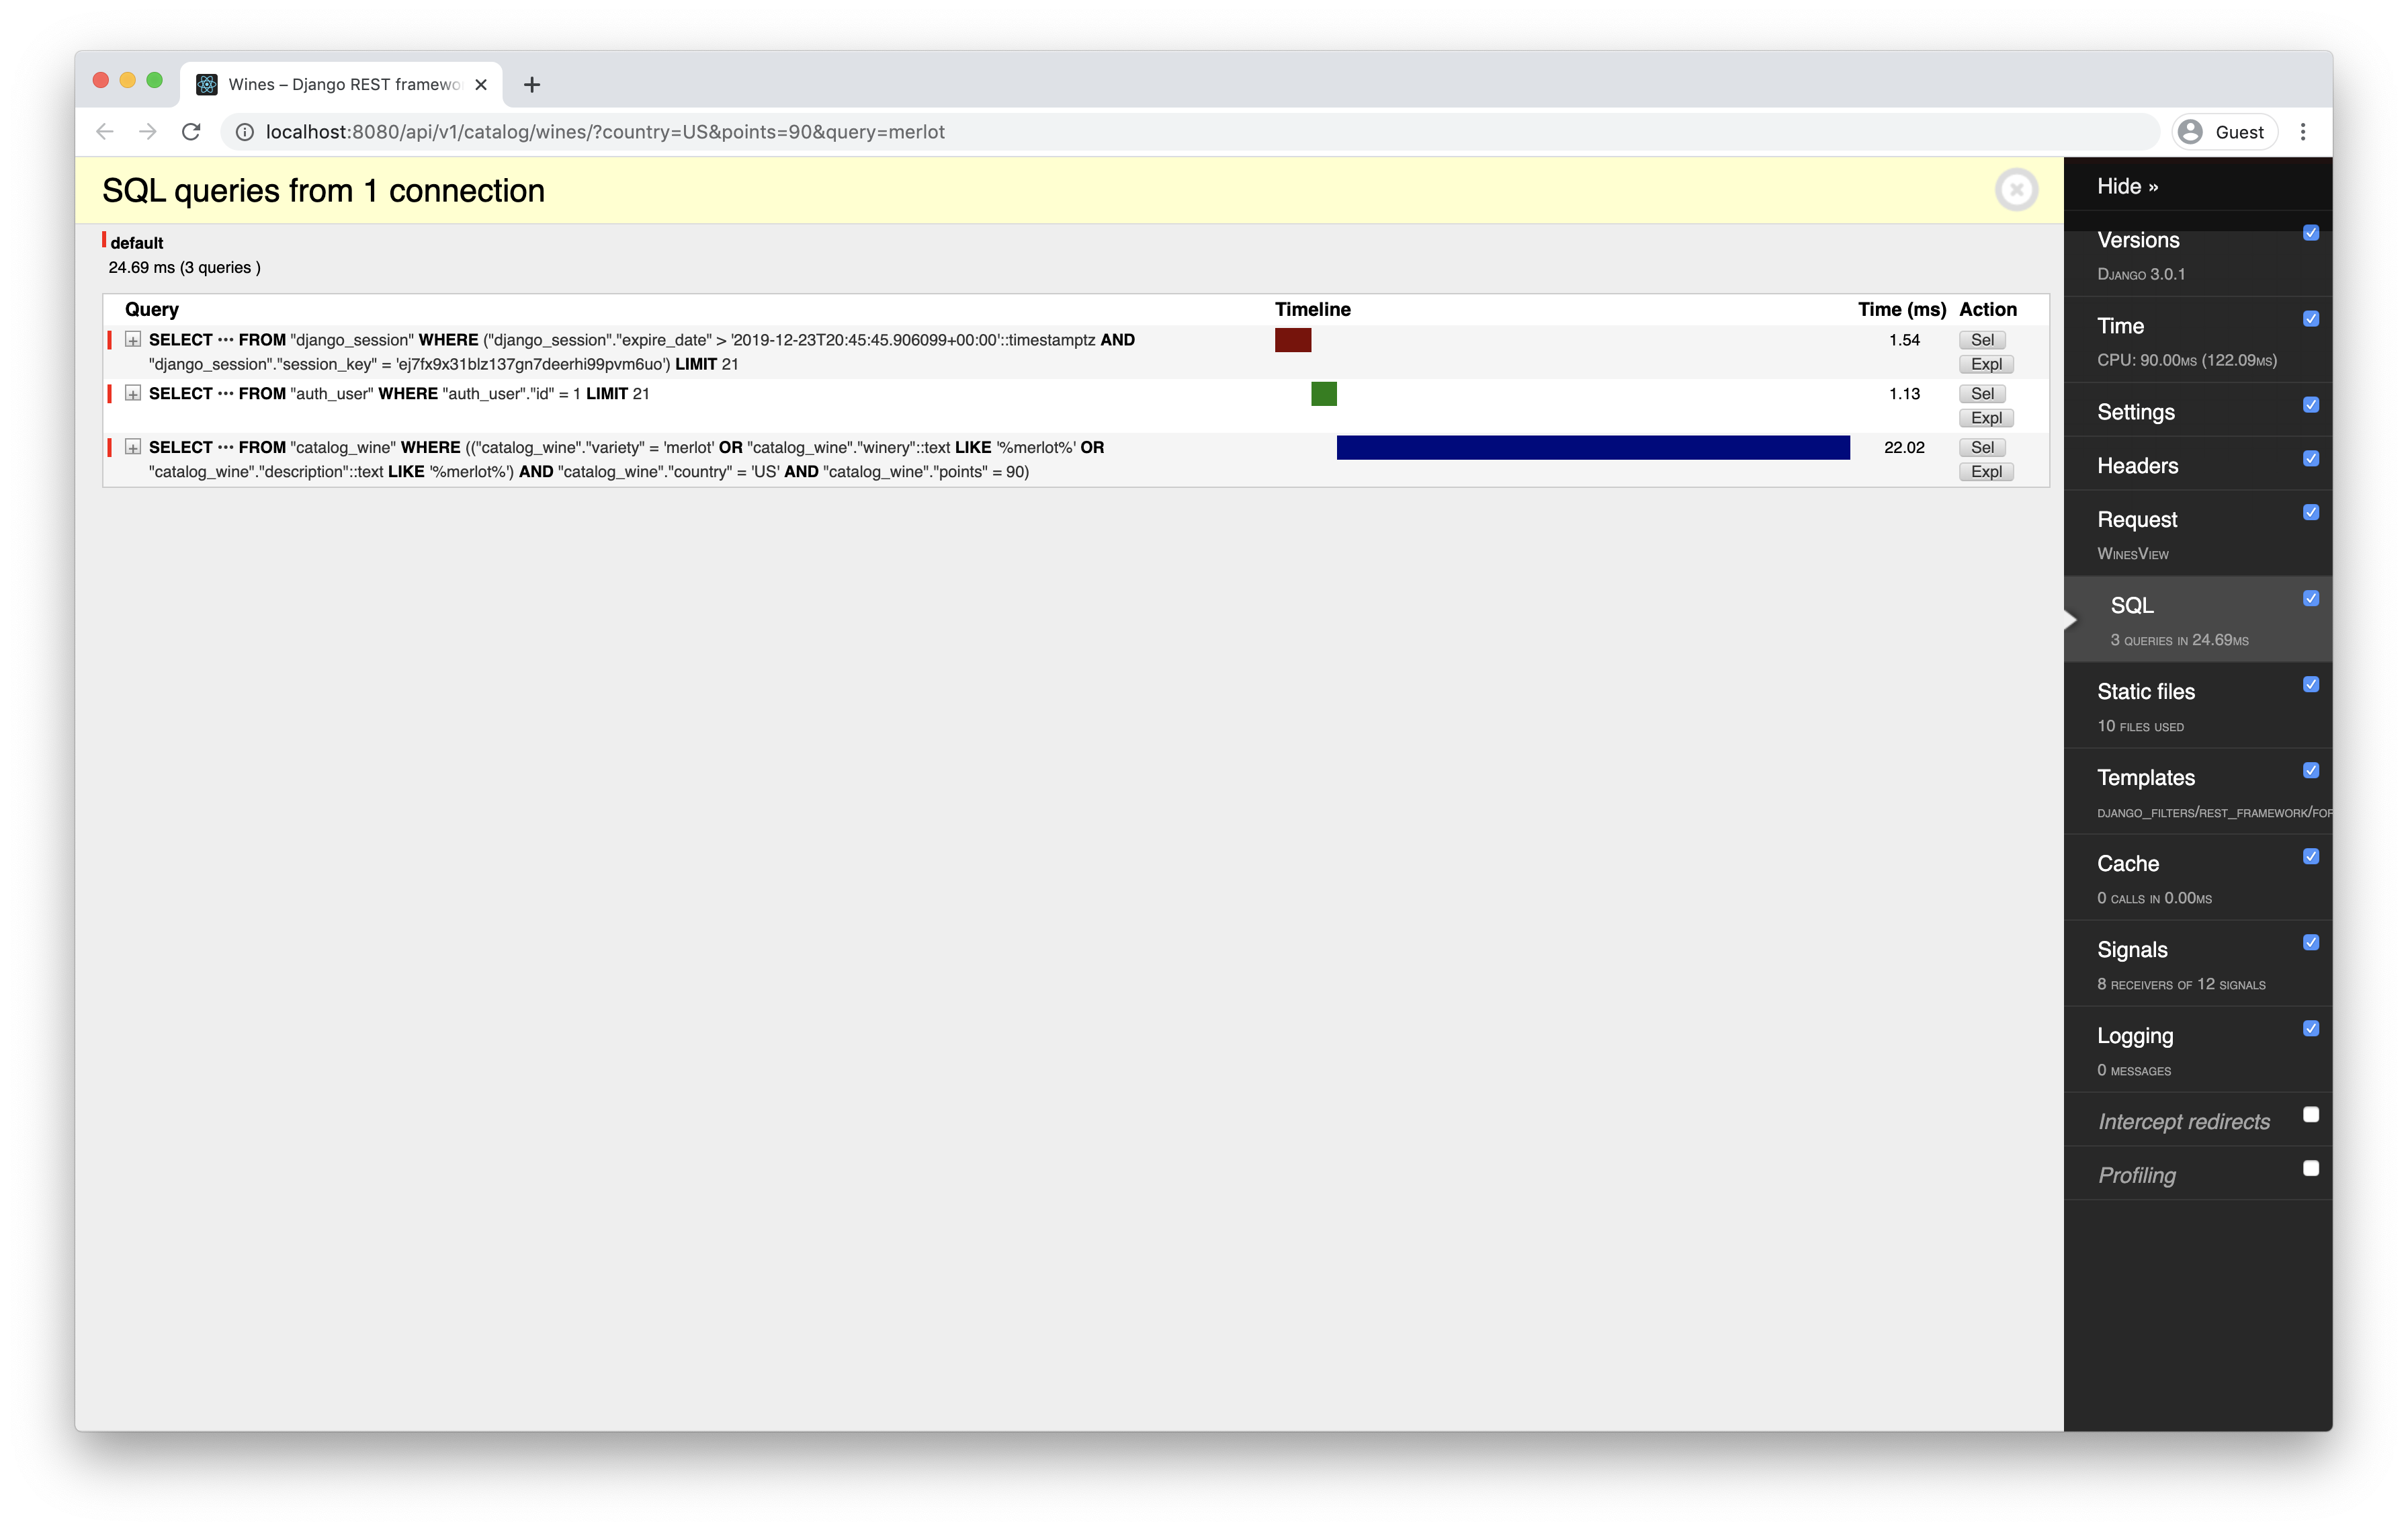 Wines – Django REST framewo
localhost:8080/api/v1/catalog/wines/?country=US&points=90&query=merlot
Guest
SQL queries from 1 connection
default
24.69 ms (3 queries )
Query Timeline Time (ms) Action
SELECT ••• FROM "django_session" WHERE ("django_session"."expire_date" > '2019-12-23T20:45:45.906099+00:00'::timestamptz AND 1.54 Sel
"django_session"."session_key" = 'ej7fx9x31blz137gn7deerhi99pvm6uo') LIMIT 21 Expl
SELECT ••• FROM "auth_user" WHERE "auth_user"."id" = 1 LIMIT 21 1.13 Sel
Expl
SELECT ••• FROM "catalog_wine" WHERE (("catalog_wine"."variety" = 'merlot' OR "catalog_wine"."winery"::text LIKE '%merlot%' OR 22.02 Sel
"catalog_wine"."description"::text LIKE '%merlot%') AND "catalog_wine"."country" = 'US' AND "catalog_wine"."points" = 90) Expl
Hide »
Versions
Django 3.0.1
Time
CPU: 90.00ms (122.09ms)
Settings
Headers
Request
WinesView
SQL
3 queries in 24.69ms
Static files
10 files used
Templates
django_filters/rest_framework/for
Cache
0 calls in 0.00ms
Signals
8 receivers of 12 signals
Logging
0 messages
Intercept redirects
Profiling